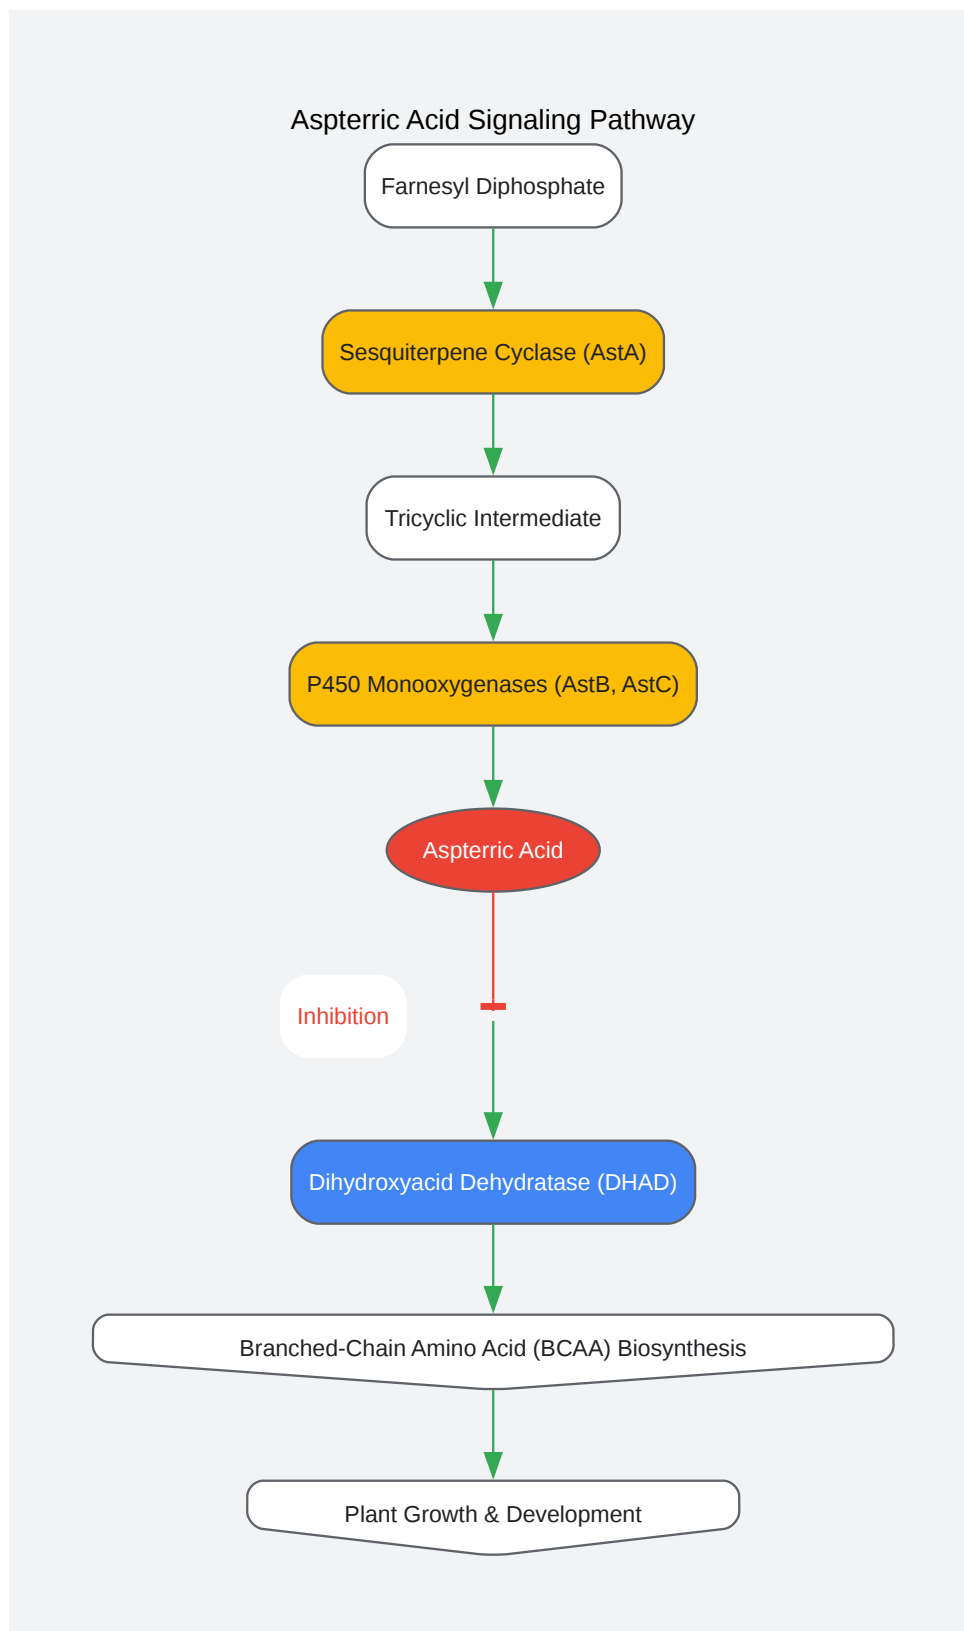 Aspterric Acid Signaling Pathway
Farnesyl Diphosphate
Sesquiterpene Cyclase (AstA)
Tricyclic Intermediate
P450 Monooxygenases (AstB, AstC)
Aspterric Acid
Inhibition
Dihydroxyacid Dehydratase (DHAD)
Branched-Chain Amino Acid (BCAA) Biosynthesis
Plant Growth & Development